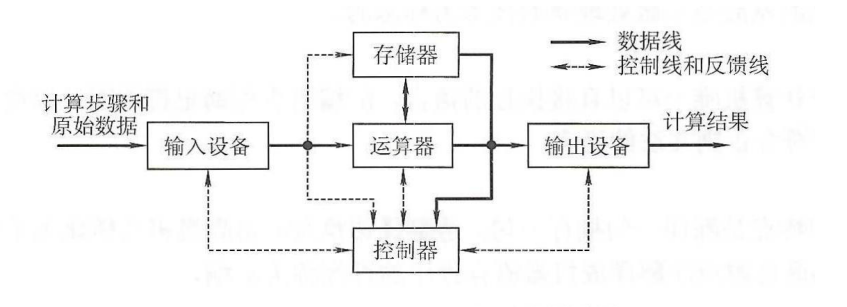 存储器
数据线
控制线和反馈线
计算步骤和
原始数据
输入设备
运算器
输出设备
计算结果
控制器